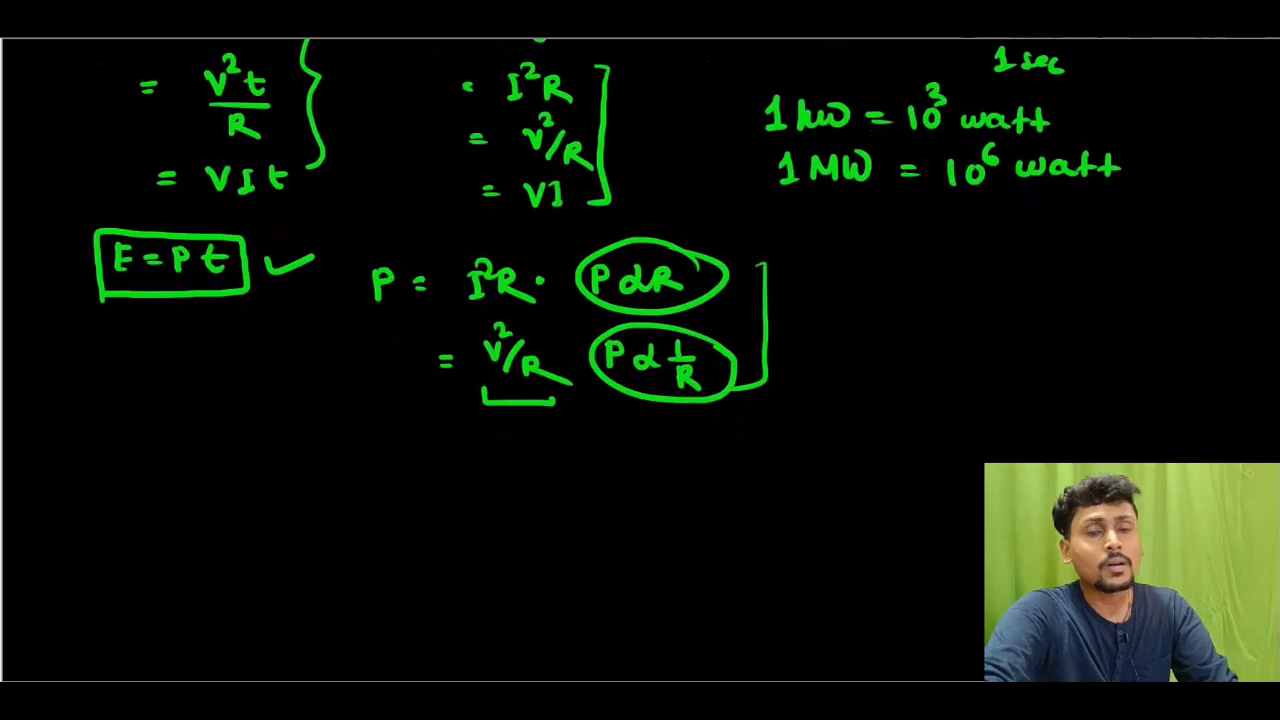 = V²t/R
= VIt
= I²R
= V²/R
= VI
1 sec
1 kW = 10³ watt
1 MW = 10⁶ watt
E = Pt ✓
P = I²R · P α R
= V²/R P α 1/R